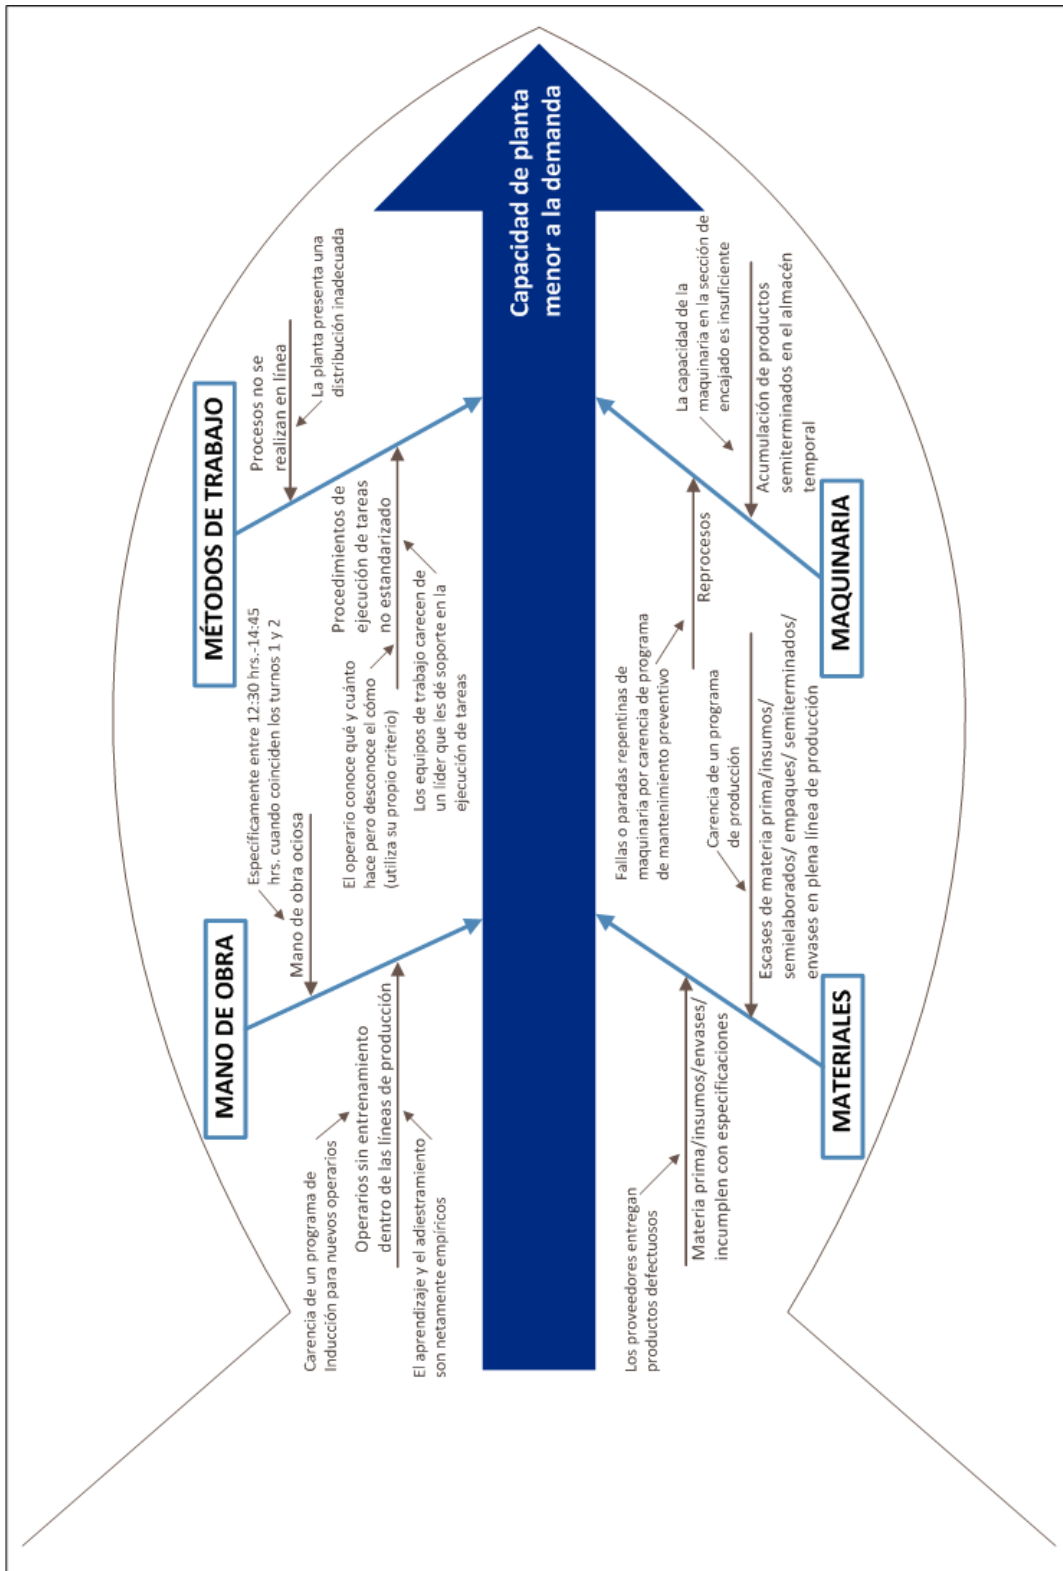 MANO DE OBRA
Específicamente entre 12:30 hrs.-14:45
hrs. cuando coinciden los turnos 1 y 2
Mano de obra ociosa
Carencia de un programa de
Inducción para nuevos operarios
Operarios sin entrenamiento
dentro de las líneas de producción
El aprendizaje y el adiestramiento
son netamente empíricos
MÉTODOS DE TRABAJO
Procesos no se
realizan en línea
La planta presenta una
distribución inadecuada
Procedimientos de
ejecución de tareas
no estandarizado
El operario conoce qué y cuánto
hace pero desconoce el cómo
(utiliza su propio criterio)
Los equipos de trabajo carecen de
un líder que les dé soporte en la
ejecución de tareas
Capacidad de planta
menor a la demanda
Los proveedores entregan
productos defectuosos
Materia prima/insumos/envases/
incumplen con especificaciones
Carencia de un programa
de producción
Escases de materia prima/insumos/
semielaborados/ empaques/ semiterminados/
envases en plena línea de producción
MATERIALES
Fallas o paradas repentinas de
maquinaria por carencia de programa
de mantenimiento preventivo
Reprocesos
La capacidad de la
maquinaria en la sección de
encajado es insuficiente
Acumulación de productos
semiterminados en el almacén
temporal
MAQUINARIA